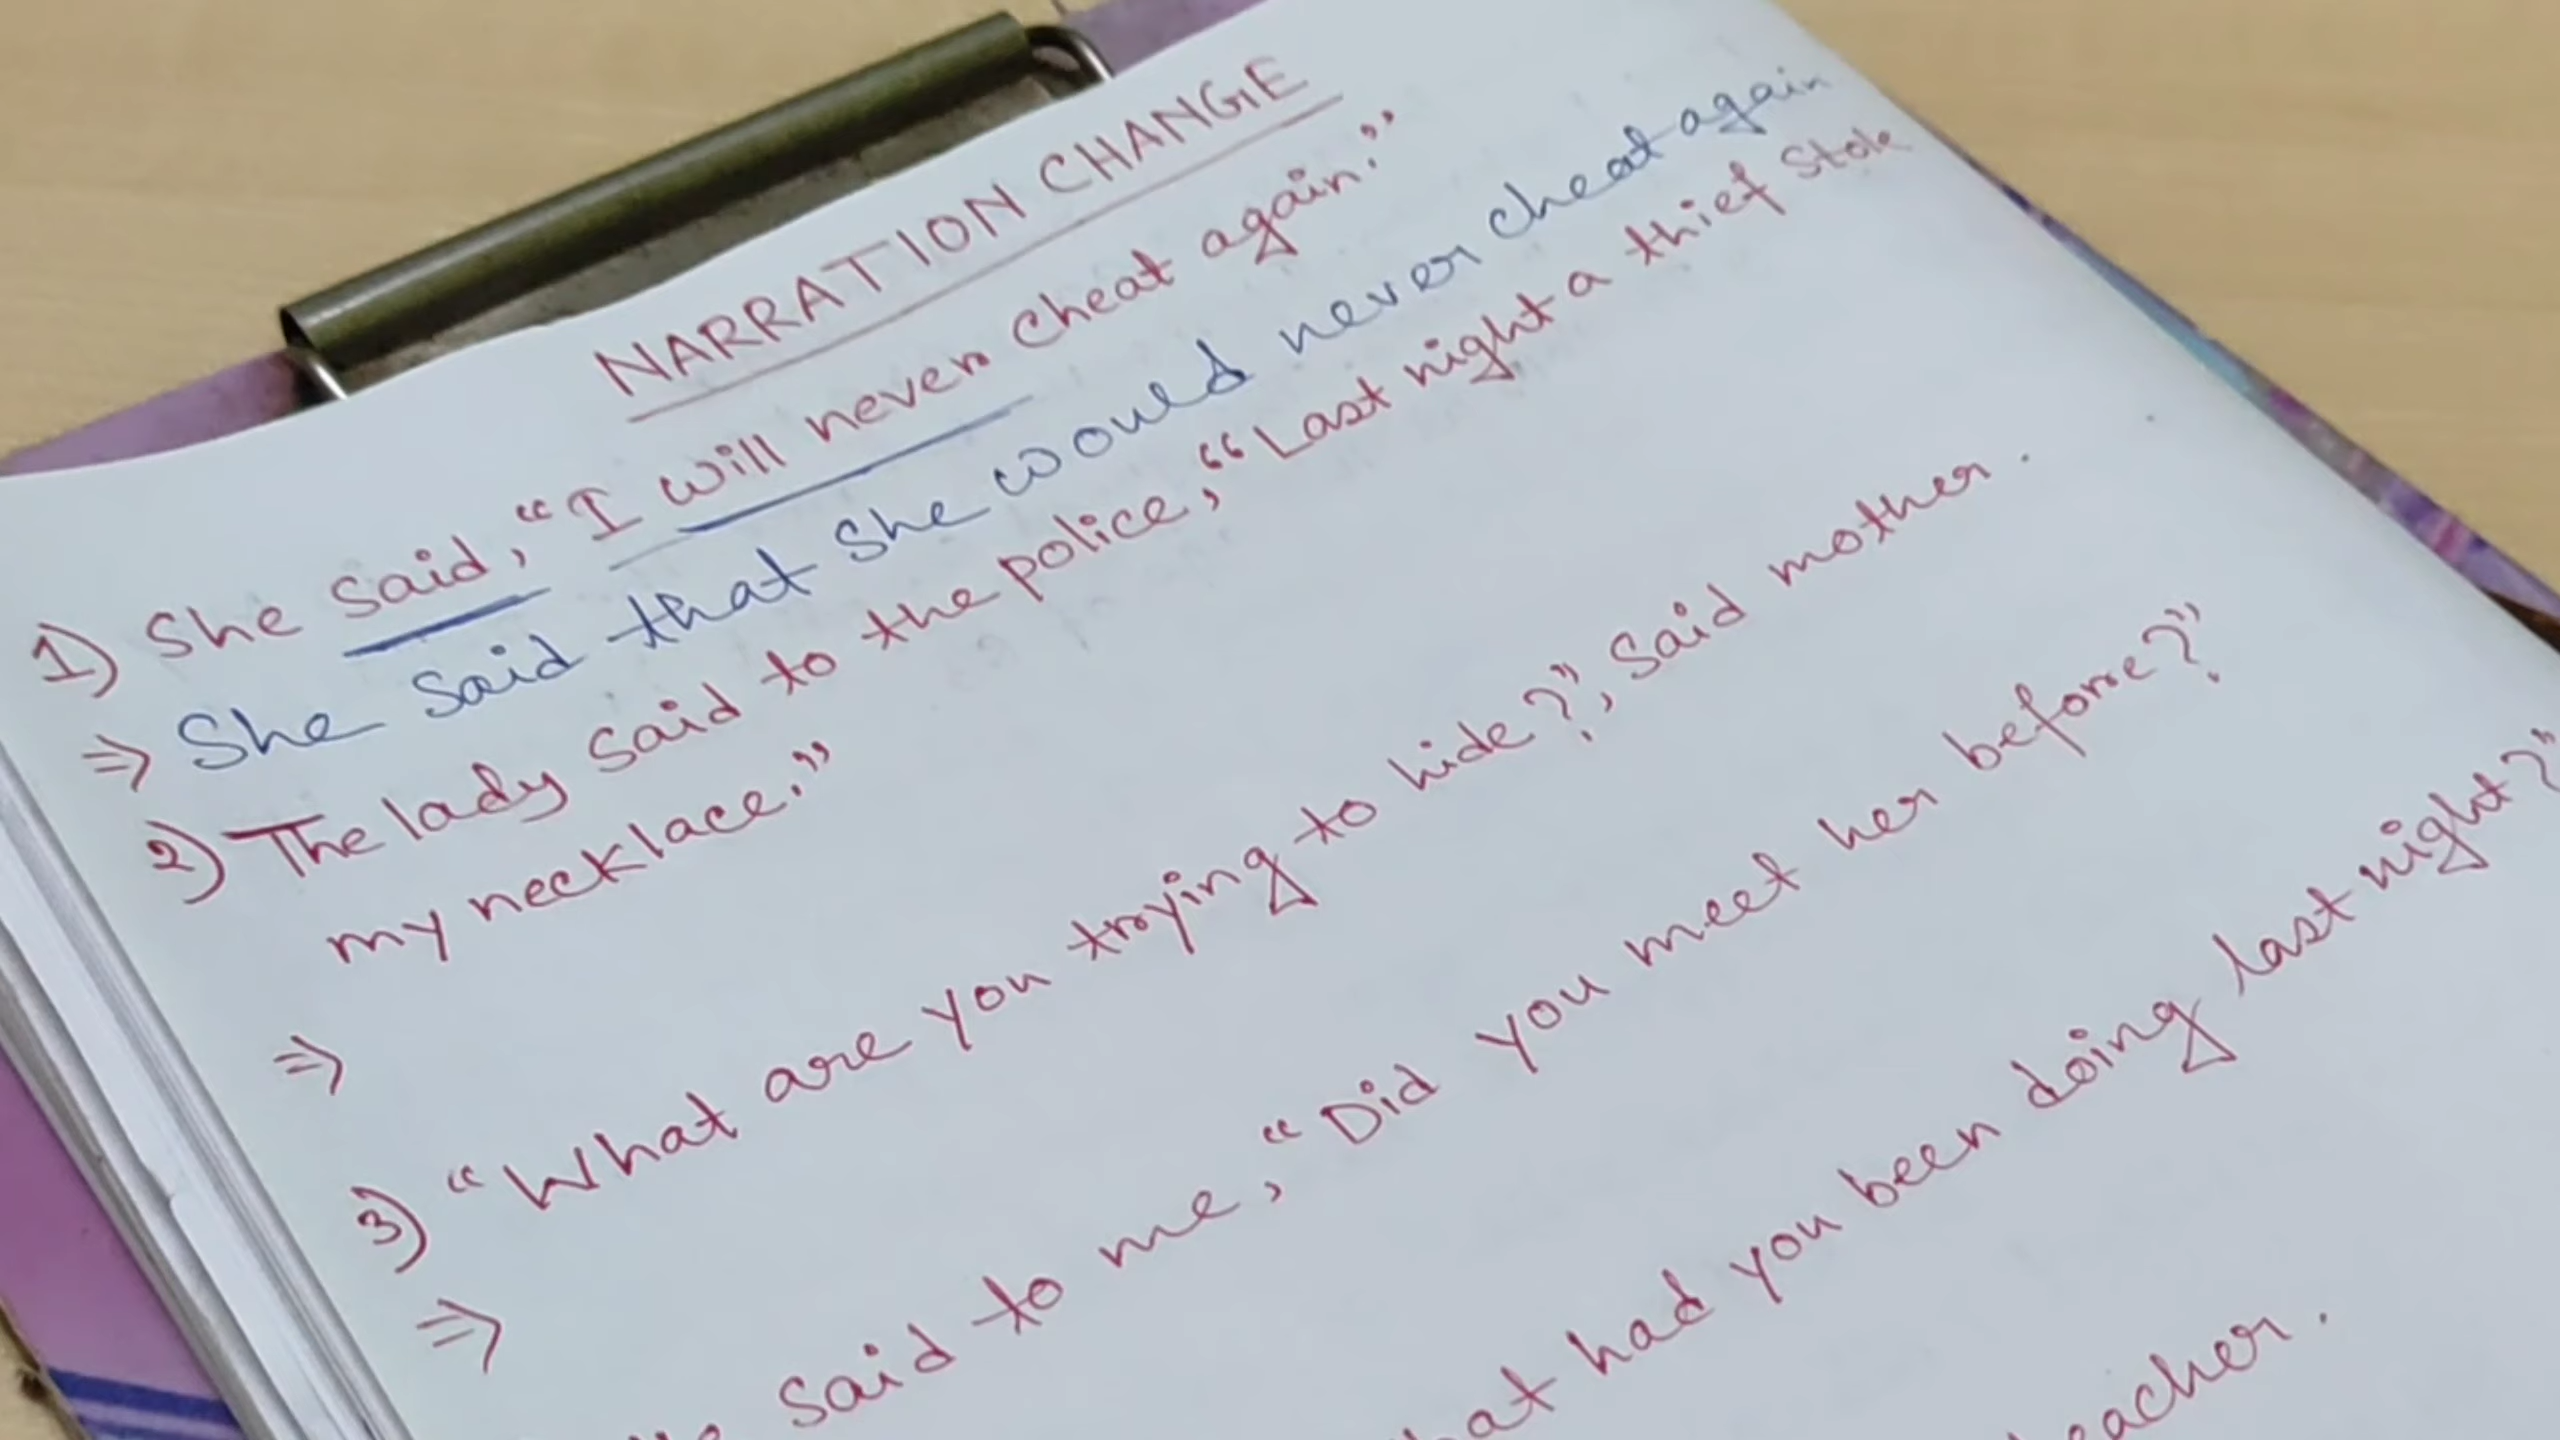 NARRATION CHANGE
1) She said, "I will never cheat again."
⇒ She said that she would never cheat again
2) The lady said to the police, "Last night a thief stole
my necklace."
⇒
3) "What are you trying to hide?", said mother.
⇒
said to me, "Did you meet her before?"
had you been doing last night?"